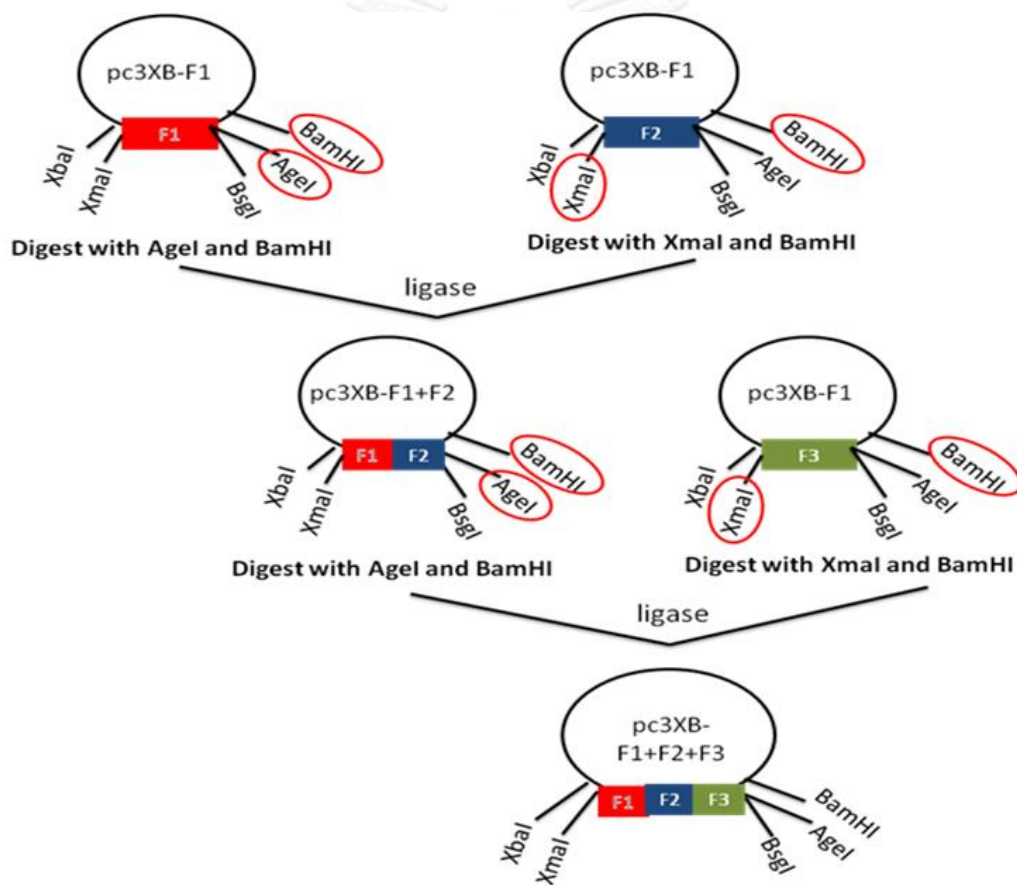 pc3XB-F1
F1
XbaI
XmaI
BsgI
AgeI
BamHI
Digest with AgeI and BamHI
pc3XB-F1
F2
XbaI
XmaI
BsgI
AgeI
BamHI
Digest with XmaI and BamHI
ligase
pc3XB-F1+F2
F1
F2
XbaI
XmaI
BsgI
AgeI
BamHI
Digest with AgeI and BamHI
pc3XB-F1
F3
XbaI
XmaI
BsgI
AgeI
BamHI
Digest with XmaI and BamHI
ligase
pc3XB-
F1+F2+F3
F1
F2
F3
XbaI
XmaI
BsgI
AgeI
BamHI